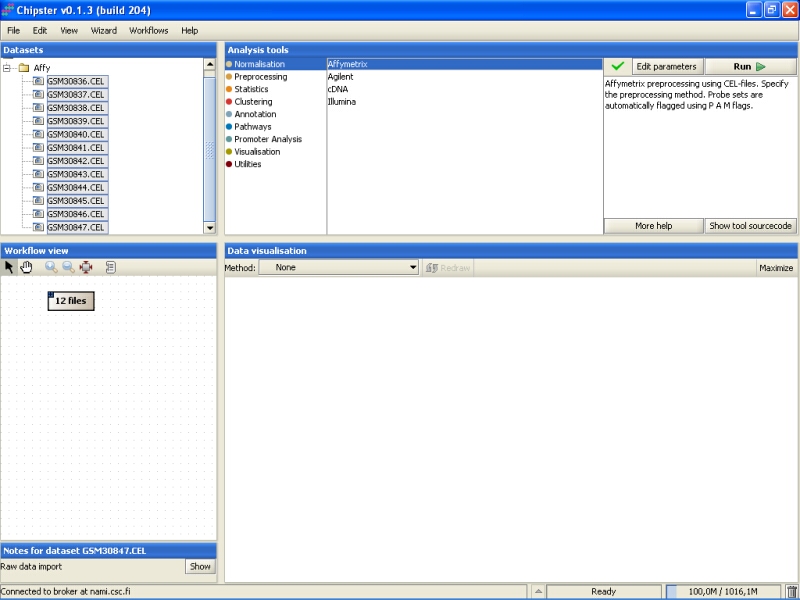 Chipster v0.1.3 (build 204)
File Edit View Wizard Workflows Help
Datasets
Affy
GSM30836.CEL
GSM30837.CEL
GSM30838.CEL
GSM30839.CEL
GSM30840.CEL
GSM30841.CEL
GSM30842.CEL
GSM30843.CEL
GSM30844.CEL
GSM30845.CEL
GSM30846.CEL
GSM30847.CEL
Analysis tools
Normalisation
Preprocessing
Statistics
Clustering
Annotation
Pathways
Promoter Analysis
Visualisation
Utilities
Affymetrix
Agilent
cDNA
Illumina
Edit parameters
Run
Affymetrix preprocessing using CEL-files. Specify
the preprocessing method. Probe sets are
automatically flagged using P A M flags.
More help
Show tool sourcecode
Workflow view
12 files
Data visualisation
Method: None Redraw Maximize
Notes for dataset GSM30847.CEL
Raw data import Show
Connected to broker at nami.csc.fi
Ready
100,0M / 1016,1M